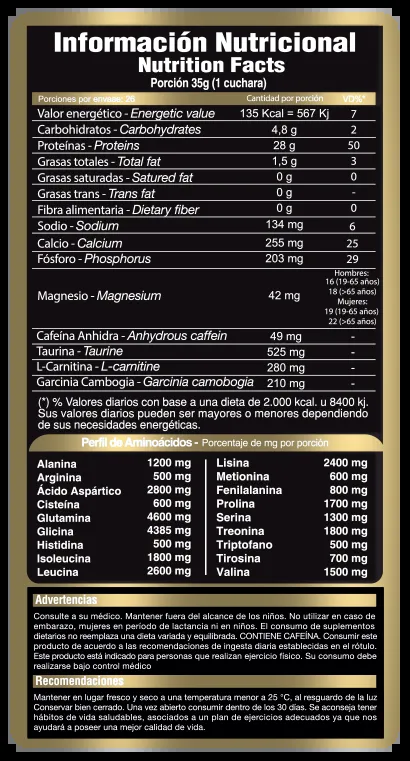 Información Nutricional
Nutrition Facts
Porción 35g (1 cuchara)
Porciones por envase: 26 Cantidad por porción VD%*
Valor energético - Energetic value 135 Kcal = 567 Kj 7
Carbohidratos - Carbohydrates 4,8 g 2
Proteínas - Proteins 28 g 50
Grasas totales - Total fat 1,5 g 3
Grasas saturadas - Satured fat 0 g 0
Grasas trans - Trans fat 0 g -
Fibra alimentaria - Dietary fiber 0 g 0
Sodio - Sodium 134 mg 6
Calcio - Calcium 255 mg 25
Fósforo - Phosphorus 203 mg 29
Magnesio - Magnesium 42 mg
Hombres:
16 (19-65 años)
18 (>65 años)
Mujeres:
19 (19-65 años)
22 (>65 años)
Cafeína Anhidra - Anhydrous caffein 49 mg -
Taurina - Taurine 525 mg -
L-Carnitina - L-carnitine 280 mg -
Garcinia Cambogia - Garcinia camobogia 210 mg -
(*) % Valores diarios con base a una dieta de 2.000 kcal. u 8400 kj.
Sus valores diarios pueden ser mayores o menores dependiendo
de sus necesidades energéticas.
Perfil de Aminoácidos - Porcentaje de mg por porción
Alanina 1200 mg Lisina 2400 mg
Arginina 500 mg Metionina 600 mg
Ácido Aspártico 2800 mg Fenilalanina 800 mg
Cisteína 600 mg Prolina 1700 mg
Glutamina 4600 mg Serina 1300 mg
Glicina 4385 mg Treonina 1800 mg
Histidina 500 mg Triptofano 500 mg
Isoleucina 1800 mg Tirosina 700 mg
Leucina 2600 mg Valina 1500 mg
Advertencias
Consulte a su médico. Mantener fuera del alcance de los niños. No utilizar en caso de
embarazo, mujeres en período de lactancia ni en niños. El consumo de suplementos
dietarios no reemplaza una dieta variada y equilibrada. CONTIENE CAFEÍNA. Consumir este
producto de acuerdo a las recomendaciones de ingesta diaria establecidas en el rótulo.
Este producto está indicado para personas que realizan ejercicio físico. Su consumo debe
realizarse bajo control médico
Recomendaciones
Mantener en lugar fresco y seco a una temperatura menor a 25 °C, al resguardo de la luz
Conservar bien cerrado. Una vez abierto consumir dentro de los 30 días. Se aconseja tener
hábitos de vida saludables, asociados a un plan de ejercicios adecuados ya que nos
ayudará a poseer una mejor calidad de vida.